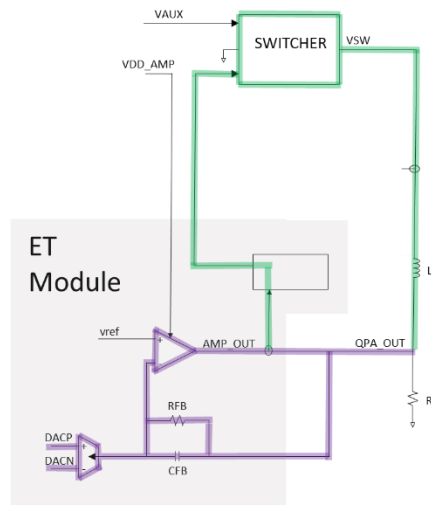 VAUX
SWITCHER
VSW
VDD_AMP
ET
Module
L
vref
+
AMP_OUT
QPA_OUT
-
RFB
R
DACP
+
DACN
-
CFB